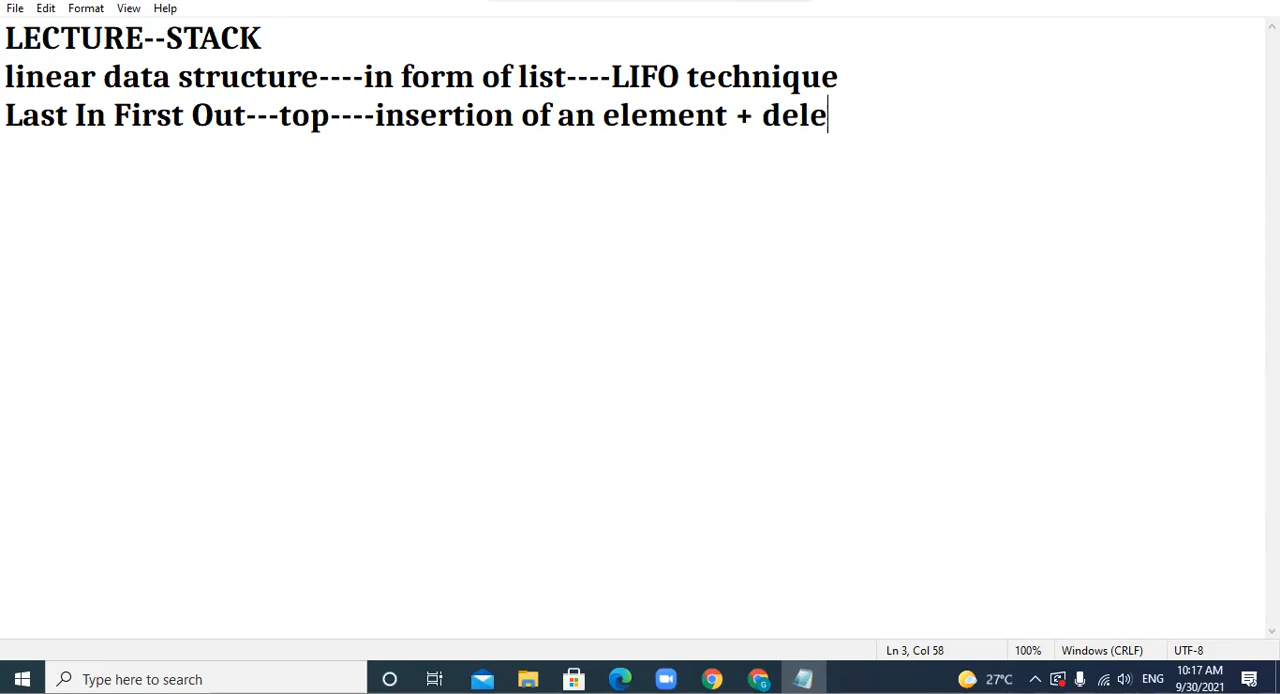 File Edit Format View Help
LECTURE--STACK
linear data structure----in form of list----LIFO technique
Last In First Out---top----insertion of an element + dele
Ln 3, Col 58 100% Windows (CRLF) UTF-8
Type here to search 27°C ENG 10:17 AM
9/30/2021